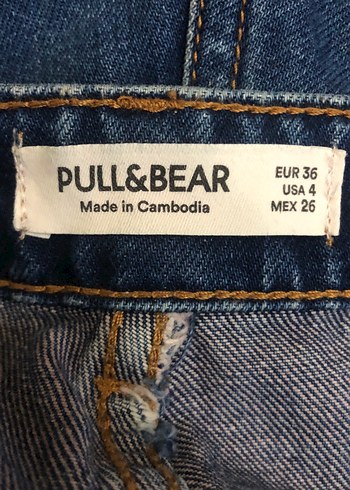 PULL&BEAR
Made in Cambodia
EUR 36
USA 4
MEX 26